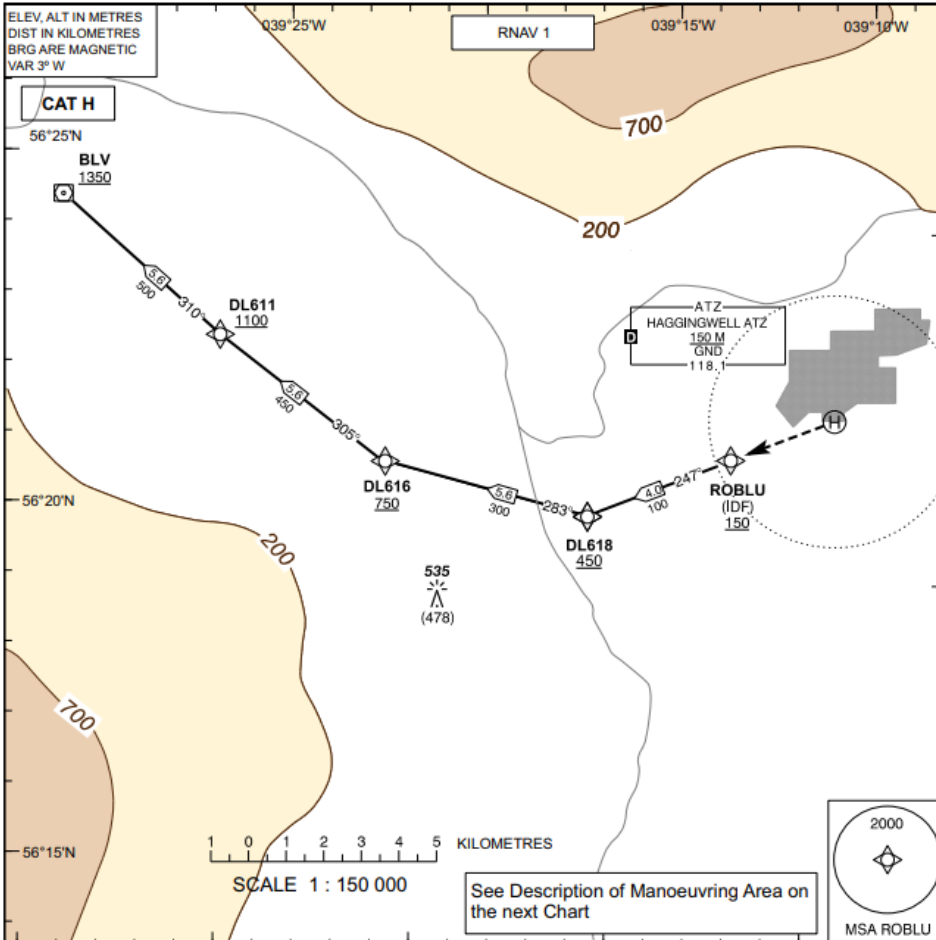 ELEV, ALT IN METRES
DIST IN KILOMETRES
BRG ARE MAGNETIC
VAR 3º W
039°25'W
RNAV 1
039°15'W
039°10'W
CAT H
56°25'N
700
BLV
1350
200
5.6
500
310°
DL611
1100
ATZ
HAGGINGWELL ATZ
150 M
GND
118.1
D
5.6
450
305°
H
DL616
750
5.6
300
283°
DL618
450
4.0
100
247°
ROBLU
(IDF)
150
56°20'N
200
535
(478)
700
56°15'N
1 0 1 2 3 4 5 KILOMETRES
SCALE 1 : 150 000
See Description of Manoeuvring Area on
the next Chart
2000
MSA ROBLU